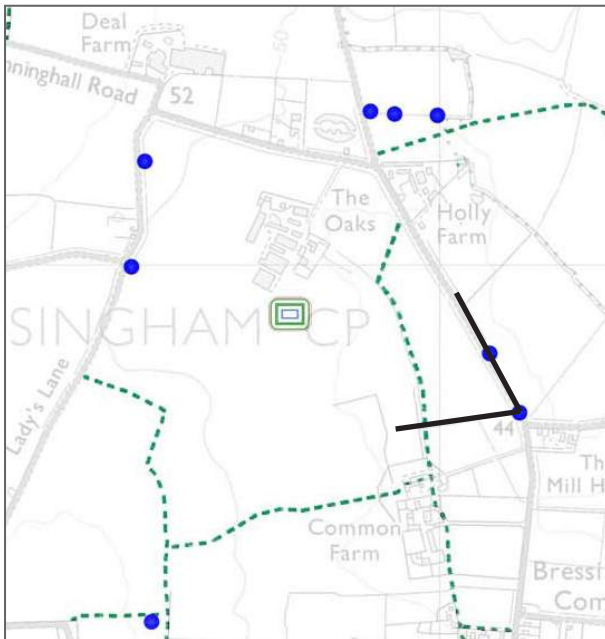 Deal
Farm
nninghall Road
52
50
The
Oaks
Holly
Farm
SINGHAM CP
Lady's Lane
44
Th
Mill H
Common
Farm
Bressi
Com